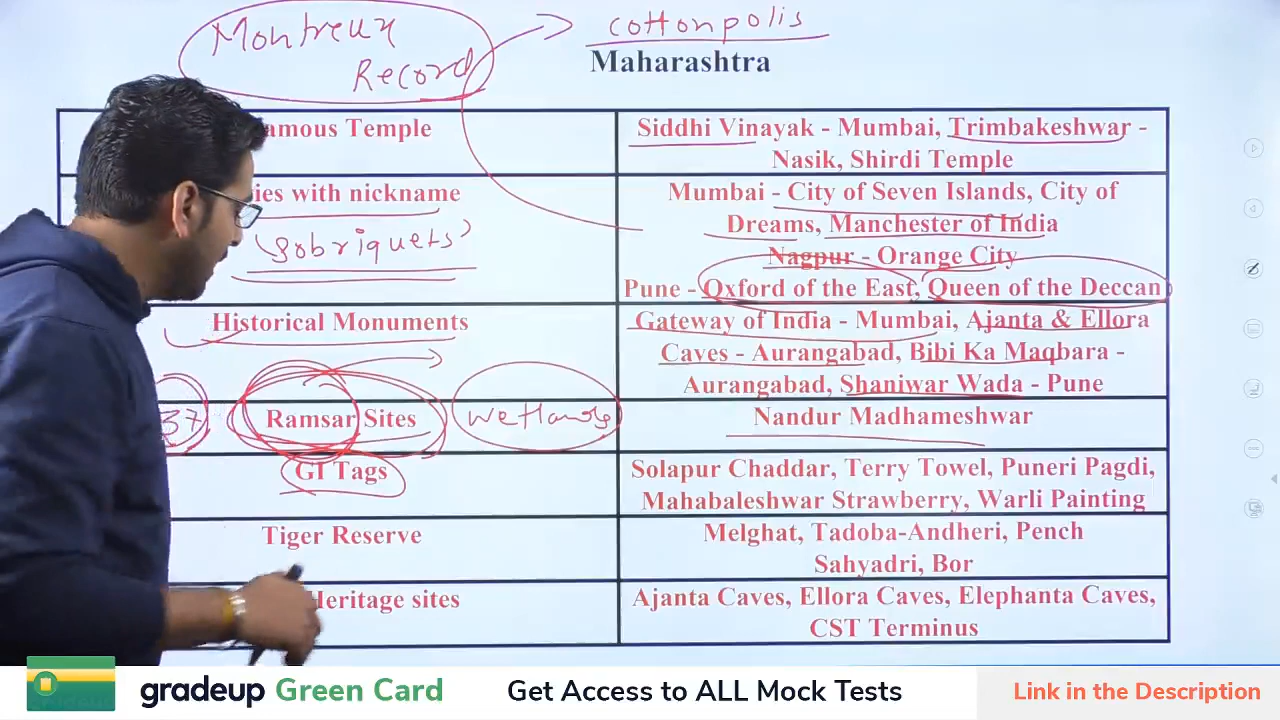 Montreux
Record
cottonpolis
Maharashtra
amous Temple
Siddhi Vinayak - Mumbai, Trimbakeshwar -
Nasik, Shirdi Temple
ies with nickname
sobriquets
Mumbai - City of Seven Islands, City of
Dreams, Manchester of India
Nagpur - Orange City
Pune - Oxford of the East, Queen of the Deccan
Historical Monuments
Gateway of India - Mumbai, Ajanta & Ellora
Caves - Aurangabad, Bibi Ka Maqbara -
Aurangabad, Shaniwar Wada - Pune
37
Ramsar Sites
wetlands
Nandur Madhameshwar
GI Tags
Solapur Chaddar, Terry Towel, Puneri Pagdi,
Mahabaleshwar Strawberry, Warli Painting
Tiger Reserve
Melghat, Tadoba-Andheri, Pench
Sahyadri, Bor
Heritage sites
Ajanta Caves, Ellora Caves, Elephanta Caves,
CST Terminus
gradeup Green Card
Get Access to ALL Mock Tests
Link in the Description